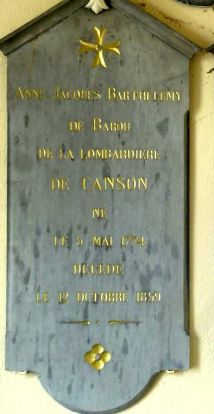 ANNE JACQUES BARTHELEMY
DE BAROU
DE LA LOMBARDIERE
DE CANSON
NÉ
LE 5 MAI 1774
DECEDE
LE 12 OCTOBRE 1859